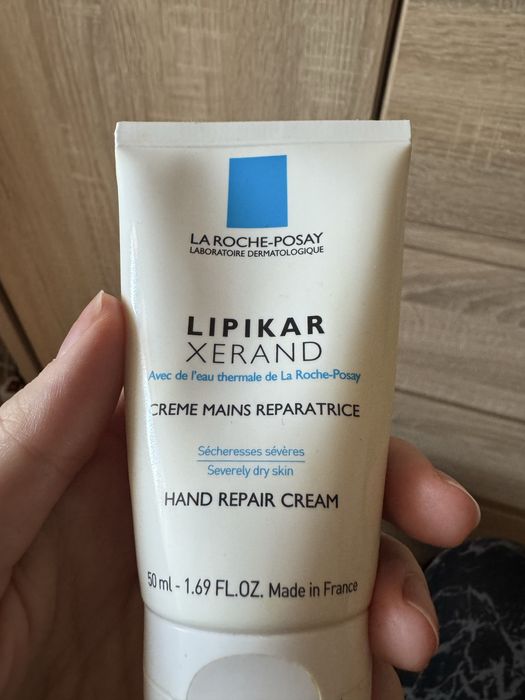 LA ROCHE-POSAY
LABORATOIRE DERMATOLOGIQUE
LIPIKAR
XERAND
Avec de l'eau thermale de La Roche-Posay
CREME MAINS REPARATRICE
Sécheresses sévères
Severely dry skin
HAND REPAIR CREAM
50 ml - 1.69 FL.OZ. Made in France